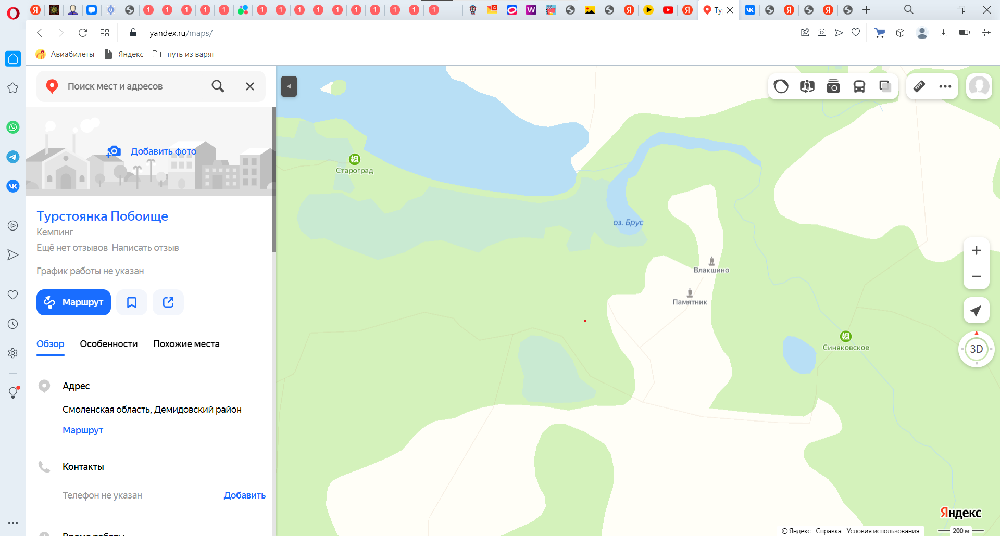 Ту
yandex.ru/maps/
Авиабилеты
Яндекс
путь из варяг
Поиск мест и адресов
Добавить фото
Турстоянка Побоище
Кемпинг
Ещё нет отзывов Написать отзыв
График работы не указан
Маршрут
Обзор
Особенности
Похожие места
Адрес
Смоленская область, Демидовский район
Маршрут
Контакты
Телефон не указан
Добавить
Время работы
Староград
оз. Брус
Влакшино
Памятник
Синяковское
3D
Яндекс
© Яндекс Справка Условия использования
200 м